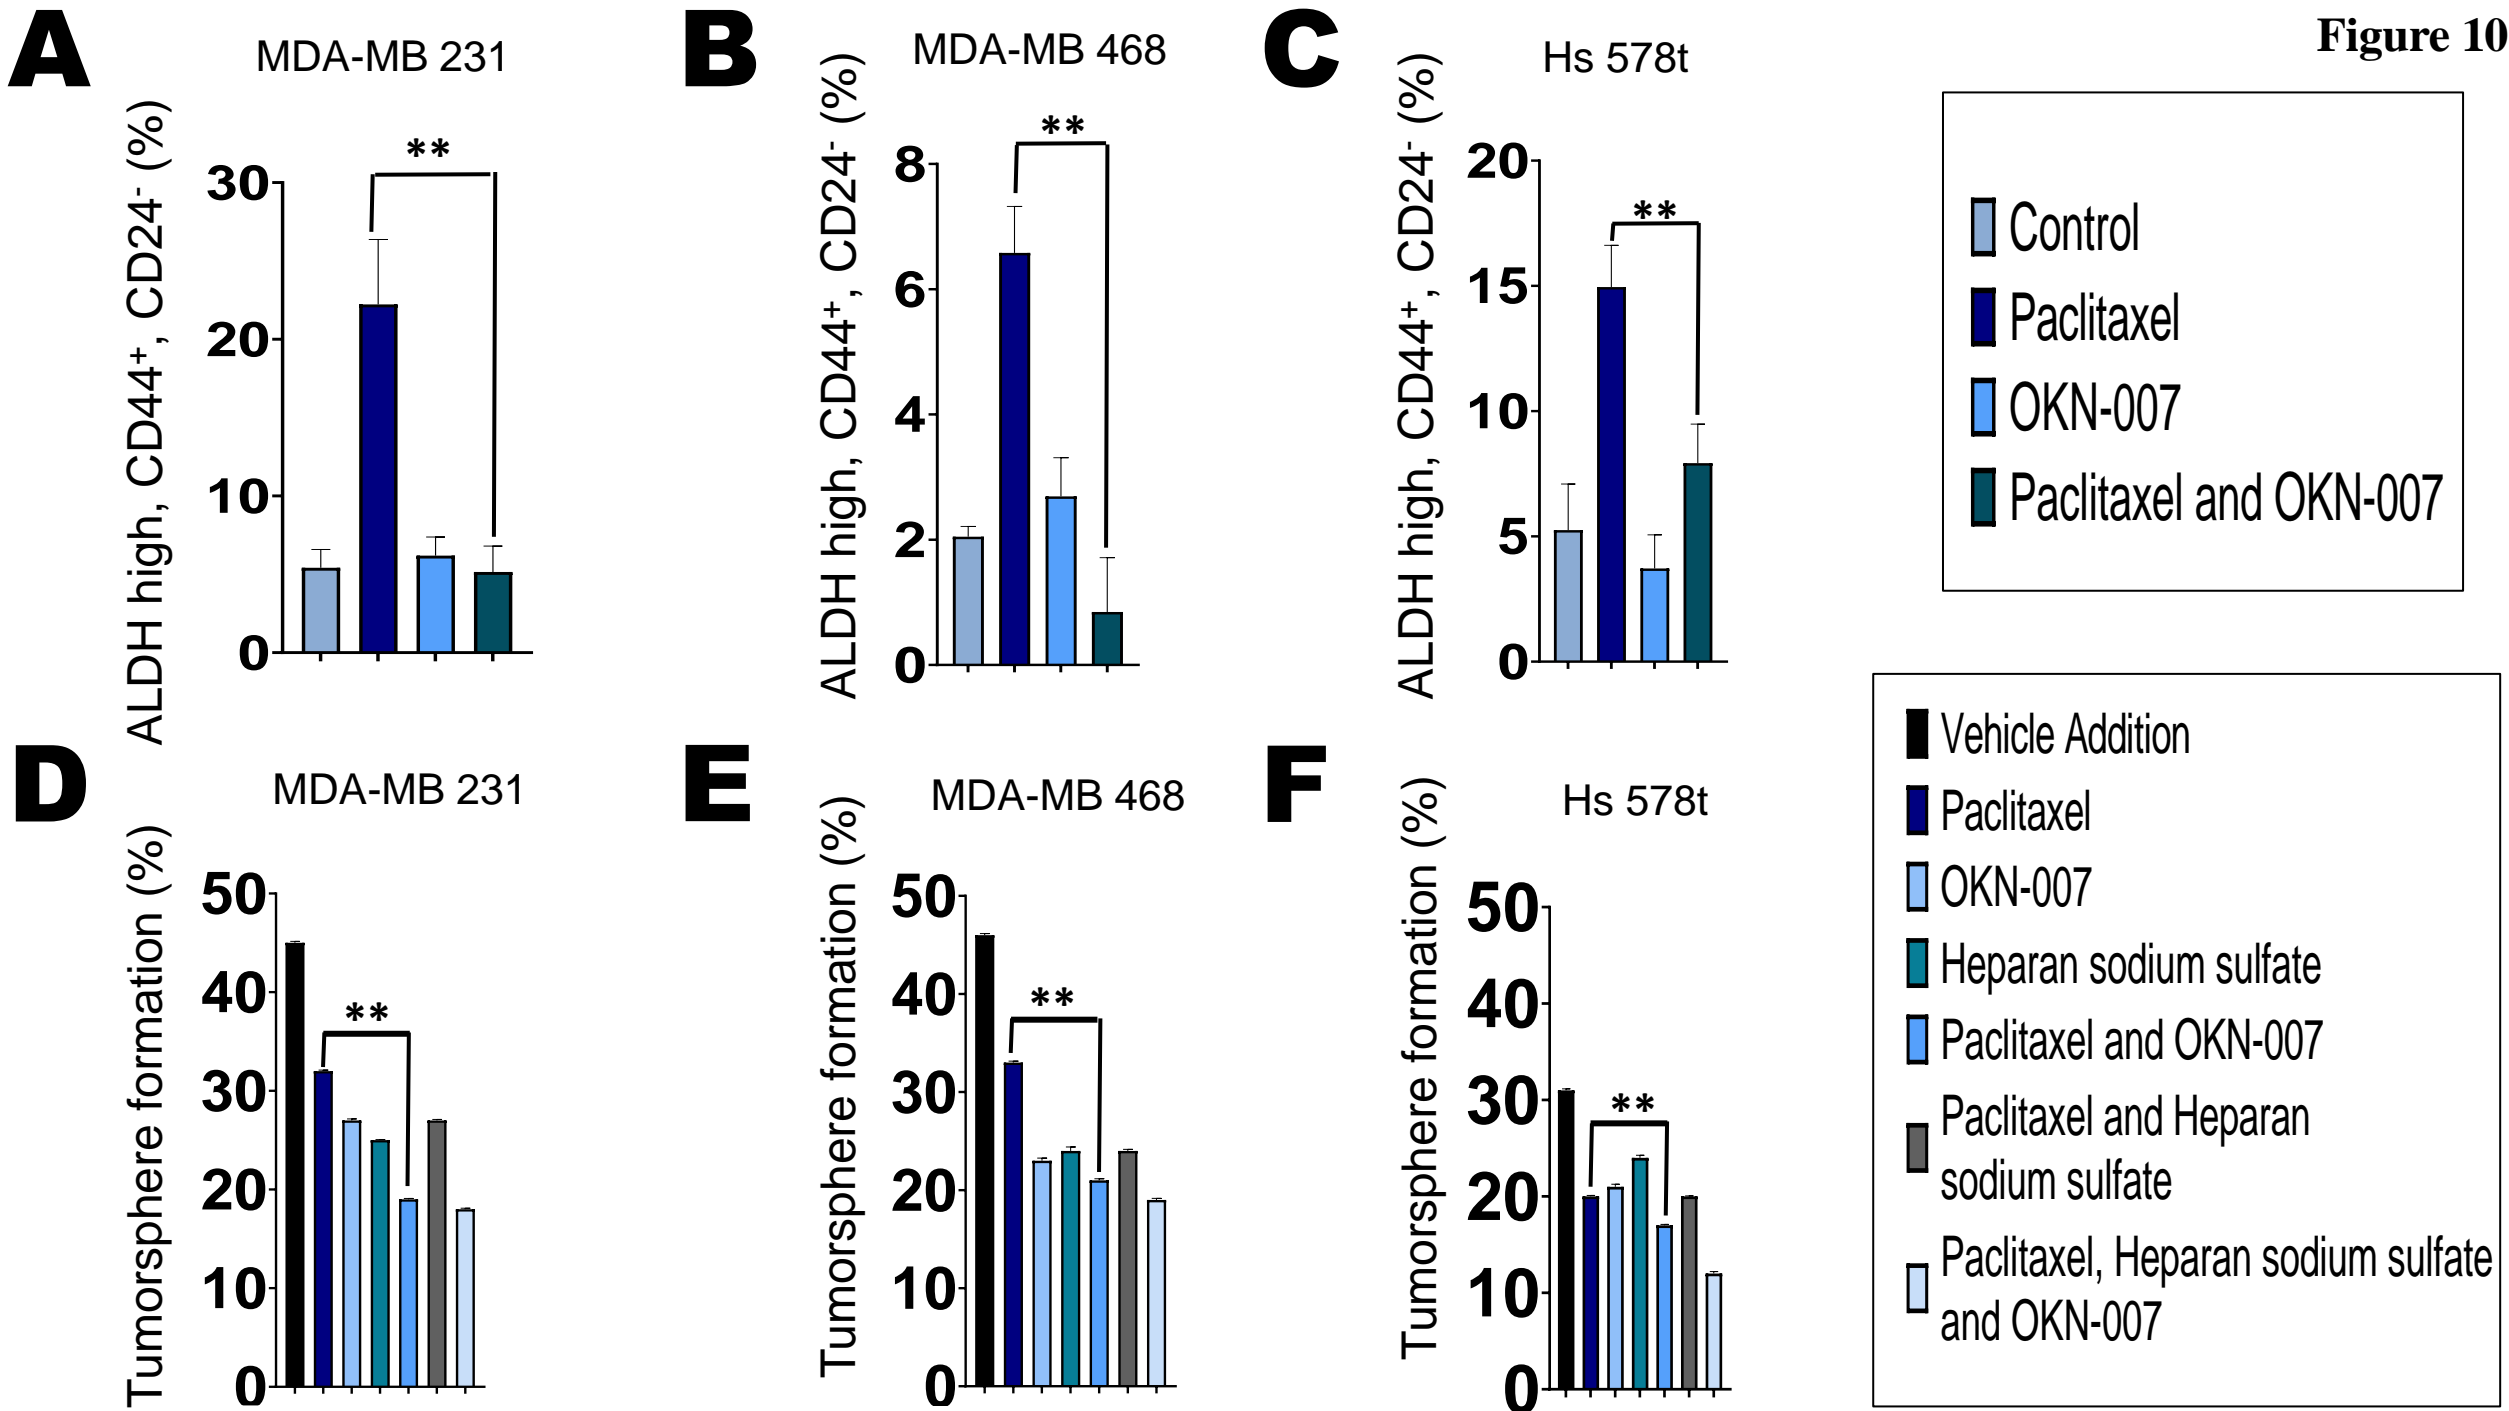 Figure 10
A
MDA-MB 231
ALDH high, CD44⁺, CD24⁻ (%)
30
20
10
0
**
B
MDA-MB 468
ALDH high, CD44⁺, CD24⁻ (%)
8
6
4
2
0
**
C
Hs 578t
ALDH high, CD44⁺, CD24⁻ (%)
20
15
10
5
0
**
Control
Paclitaxel
OKN-007
Paclitaxel and OKN-007
D
MDA-MB 231
Tumorsphere formation (%)
50
40
30
20
10
0
**
E
MDA-MB 468
Tumorsphere formation (%)
50
40
30
20
10
0
**
F
Hs 578t
Tumorsphere formation (%)
50
40
30
20
10
0
**
Vehicle Addition
Paclitaxel
OKN-007
Heparan sodium sulfate
Paclitaxel and OKN-007
Paclitaxel and Heparan
sodium sulfate
Paclitaxel, Heparan sodium sulfate
and OKN-007